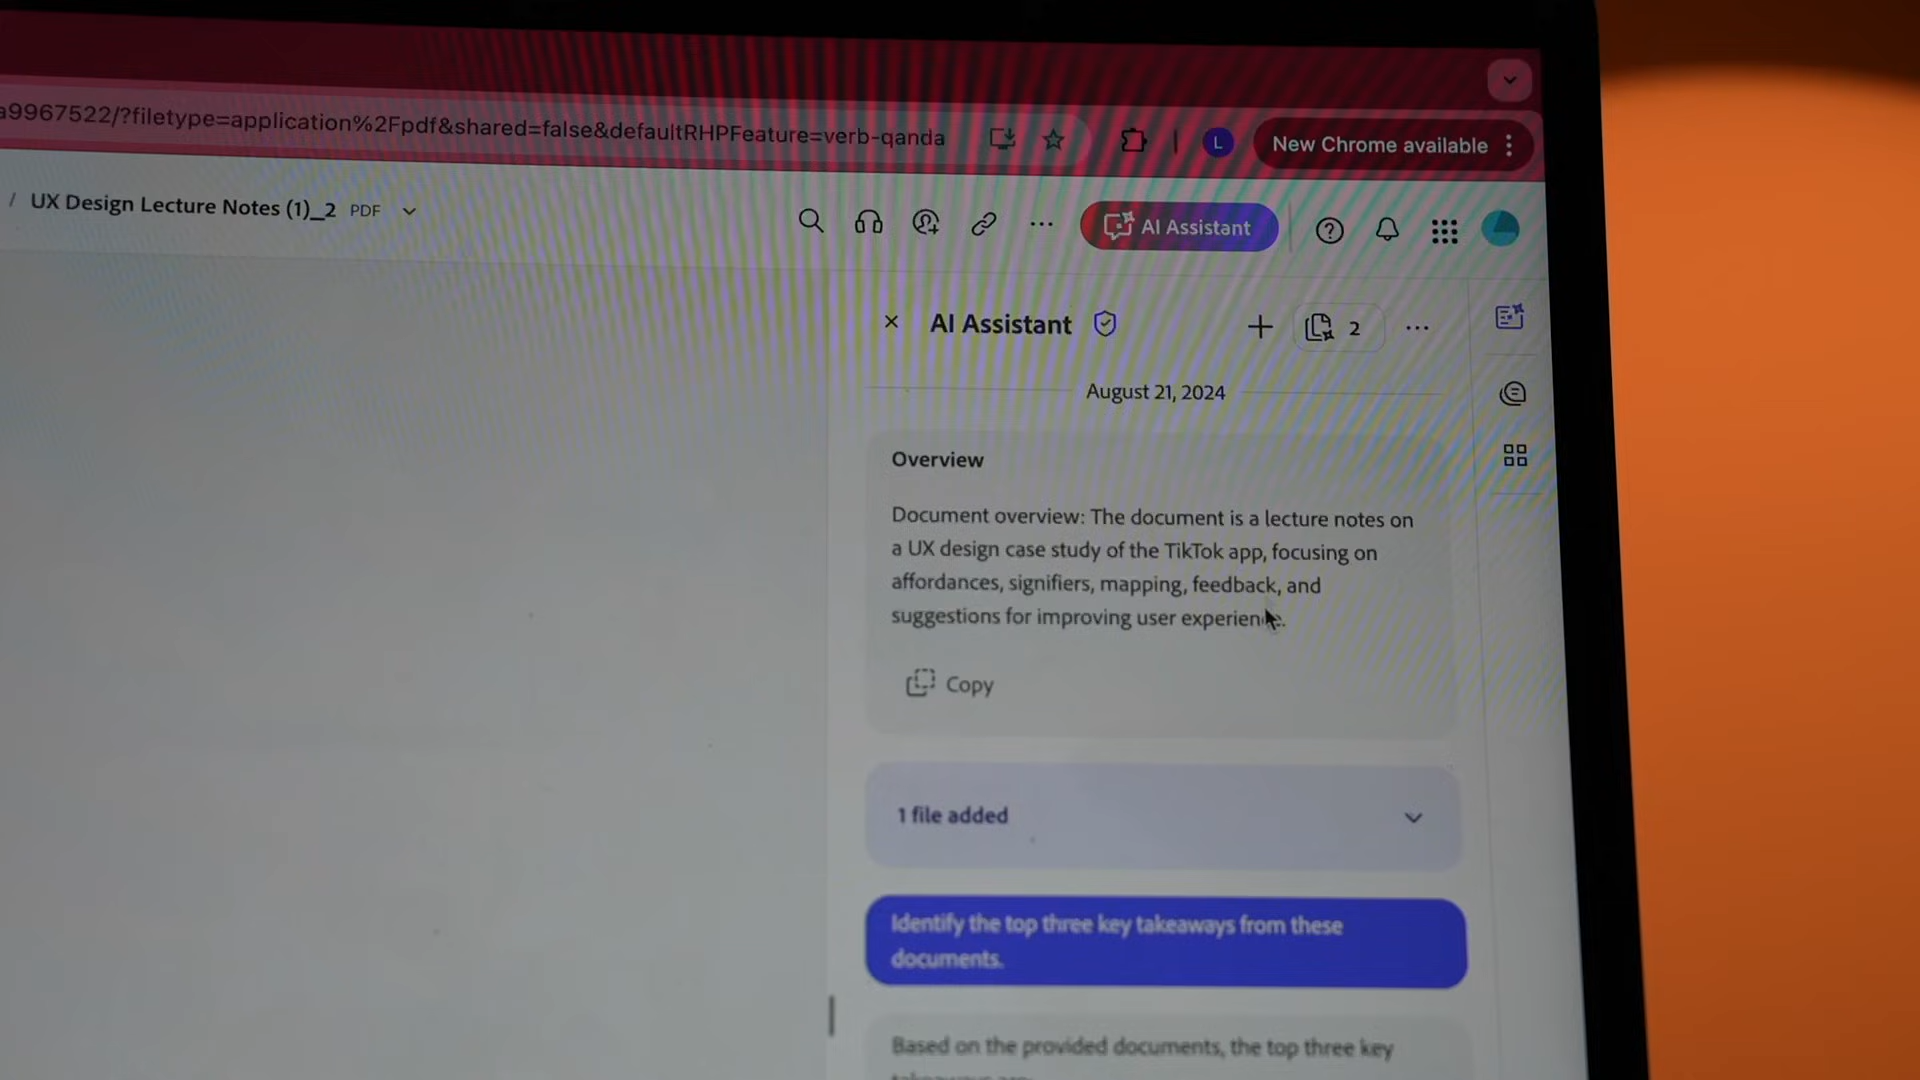 a9967522/?filetype=application%2Fpdf&shared=false&defaultRHPFeature=verb-qanda
L
New Chrome available
/ UX Design Lecture Notes (1)_2 PDF
AI Assistant
AI Assistant
2
August 21, 2024
Overview
Document overview: The document is a lecture notes on
a UX design case study of the TikTok app, focusing on
affordances, signifiers, mapping, feedback, and
suggestions for improving user experience.
Copy
1 file added
Identify the top three key takeaways from these
documents.
Based on the provided documents, the top three key